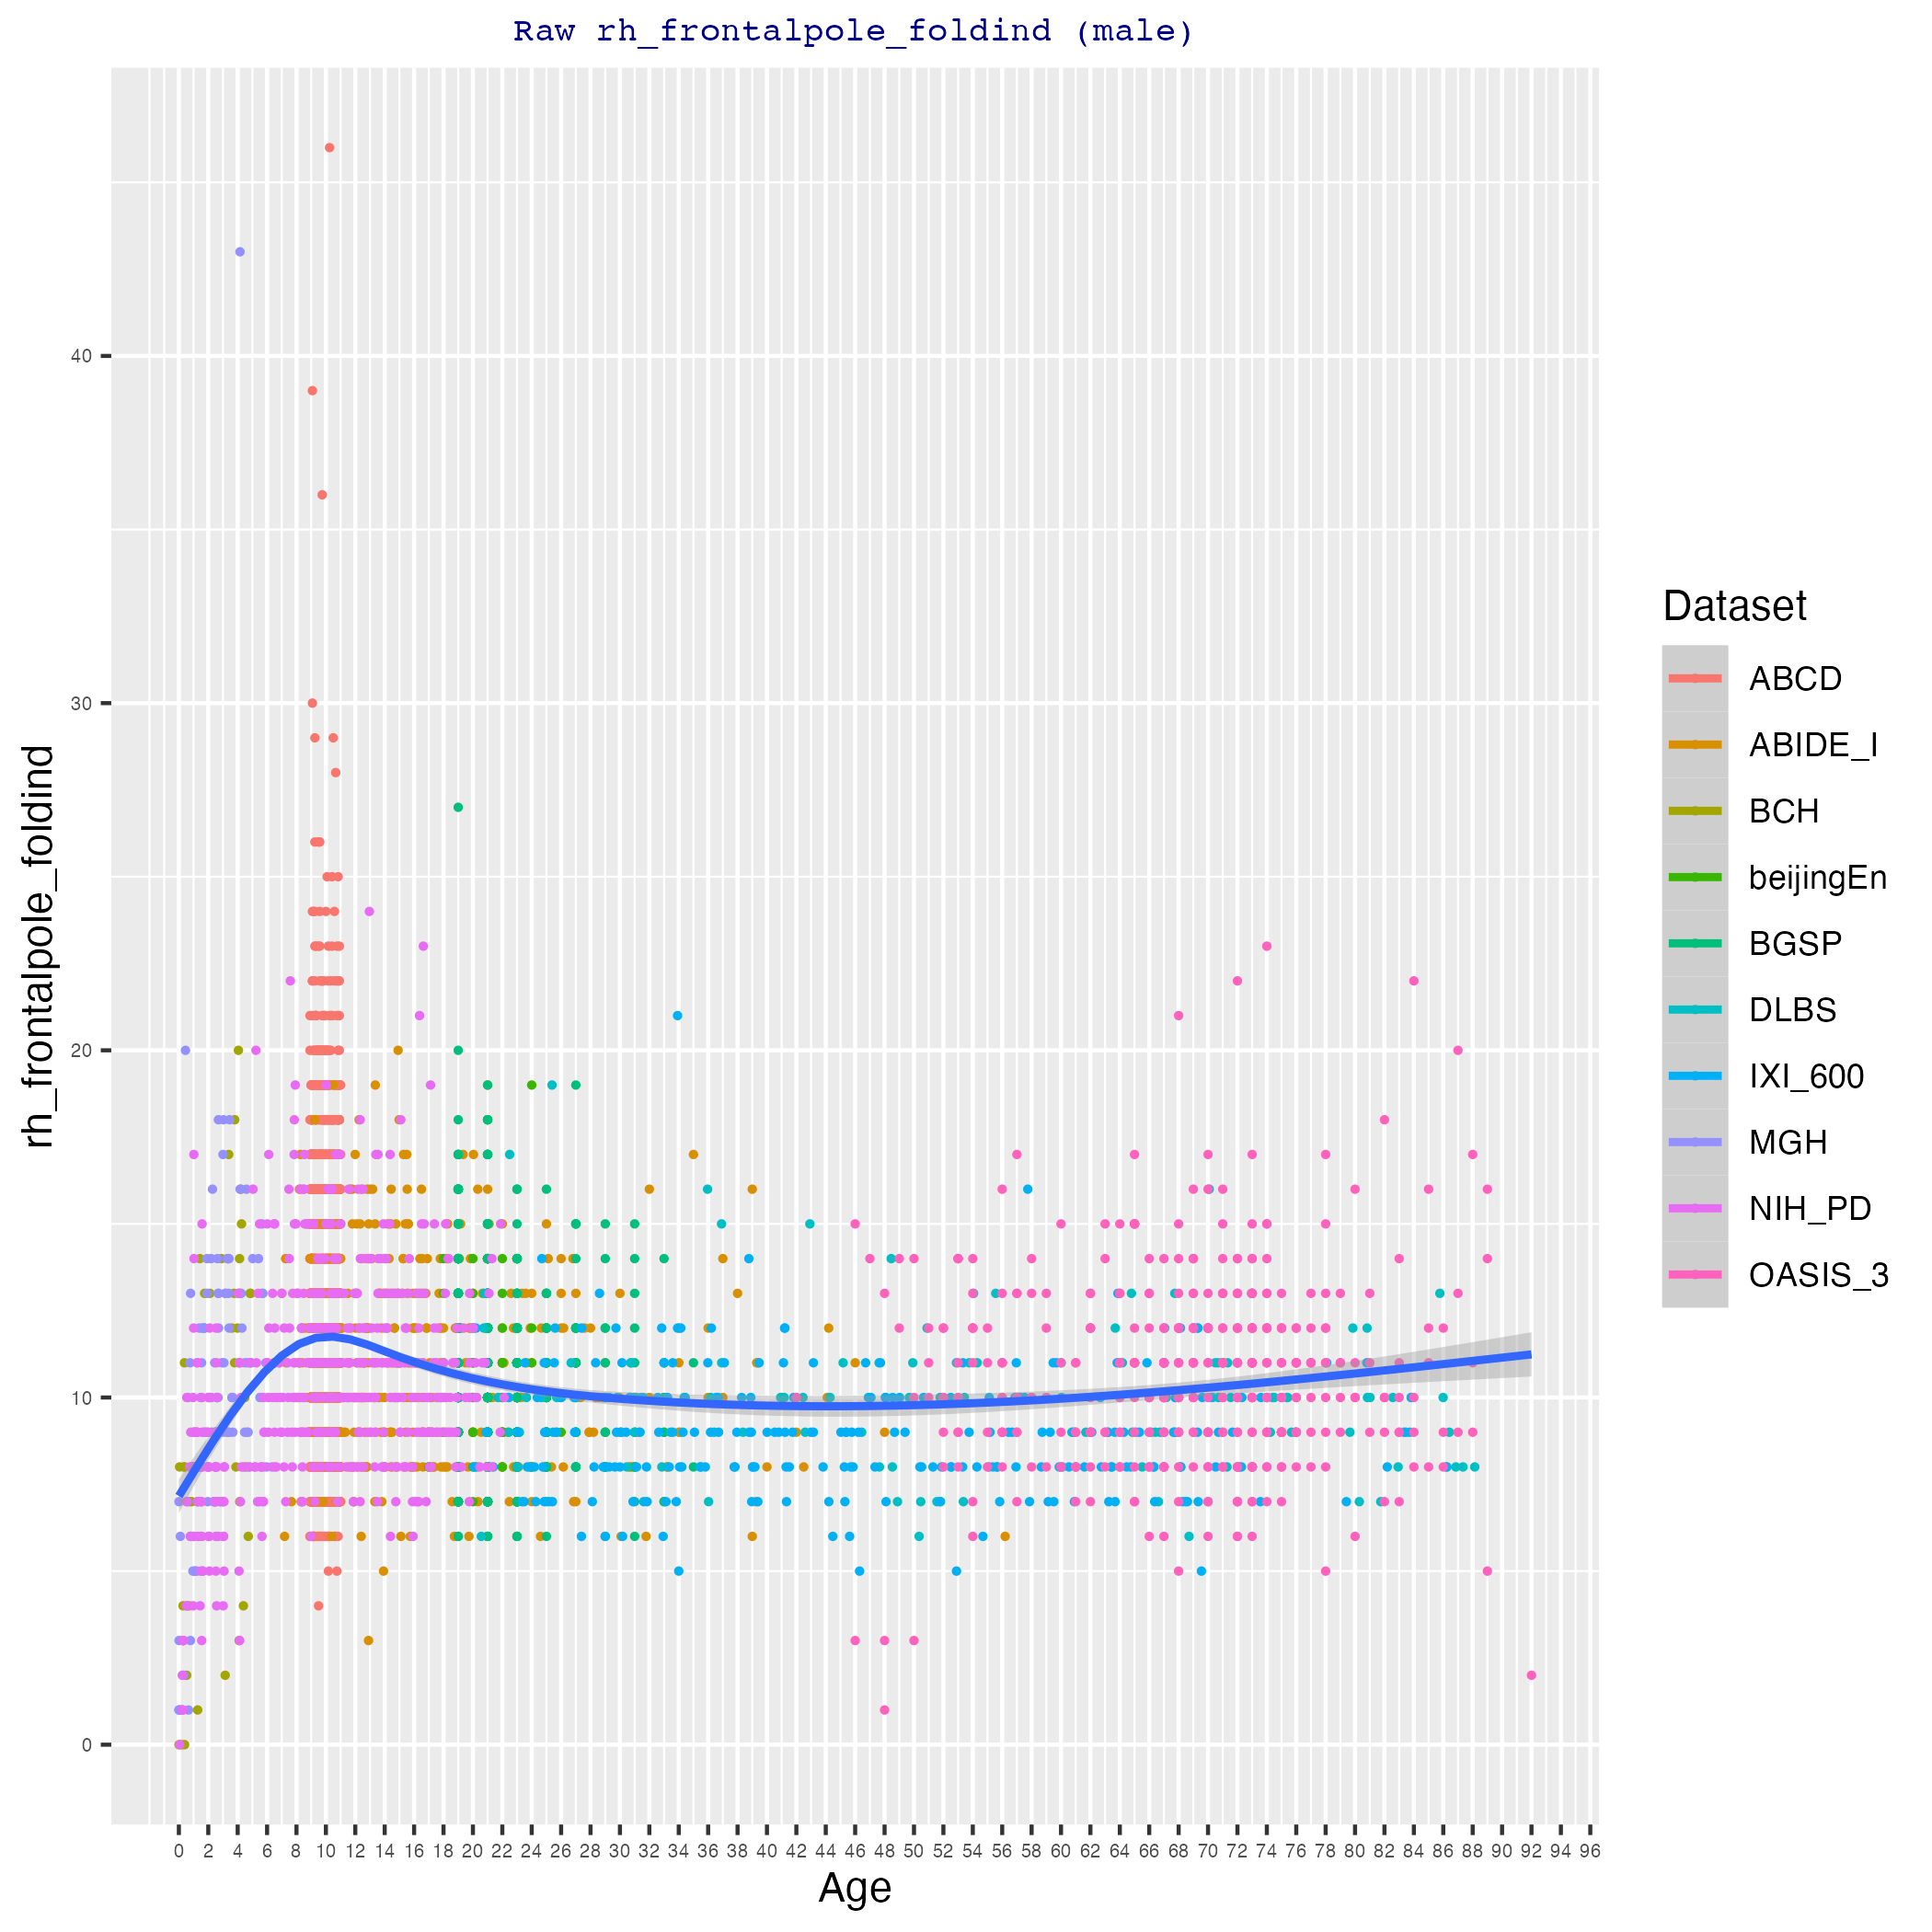 Raw rh_frontalpole_foldind (male)
rh_frontalpole_foldind
40
30
20
10
0
0 2 4 6 8 10 12 14 16 18 20 22 24 26 28 30 32 34 36 38 40 42 44 46 48 50 52 54 56 58 60 62 64 66 68 70 72 74 76 78 80 82 84 86 88 90 92 94 96
Age
Dataset
ABCD
ABIDE_I
BCH
beijingEn
BGSP
DLBS
IXI_600
MGH
NIH_PD
OASIS_3